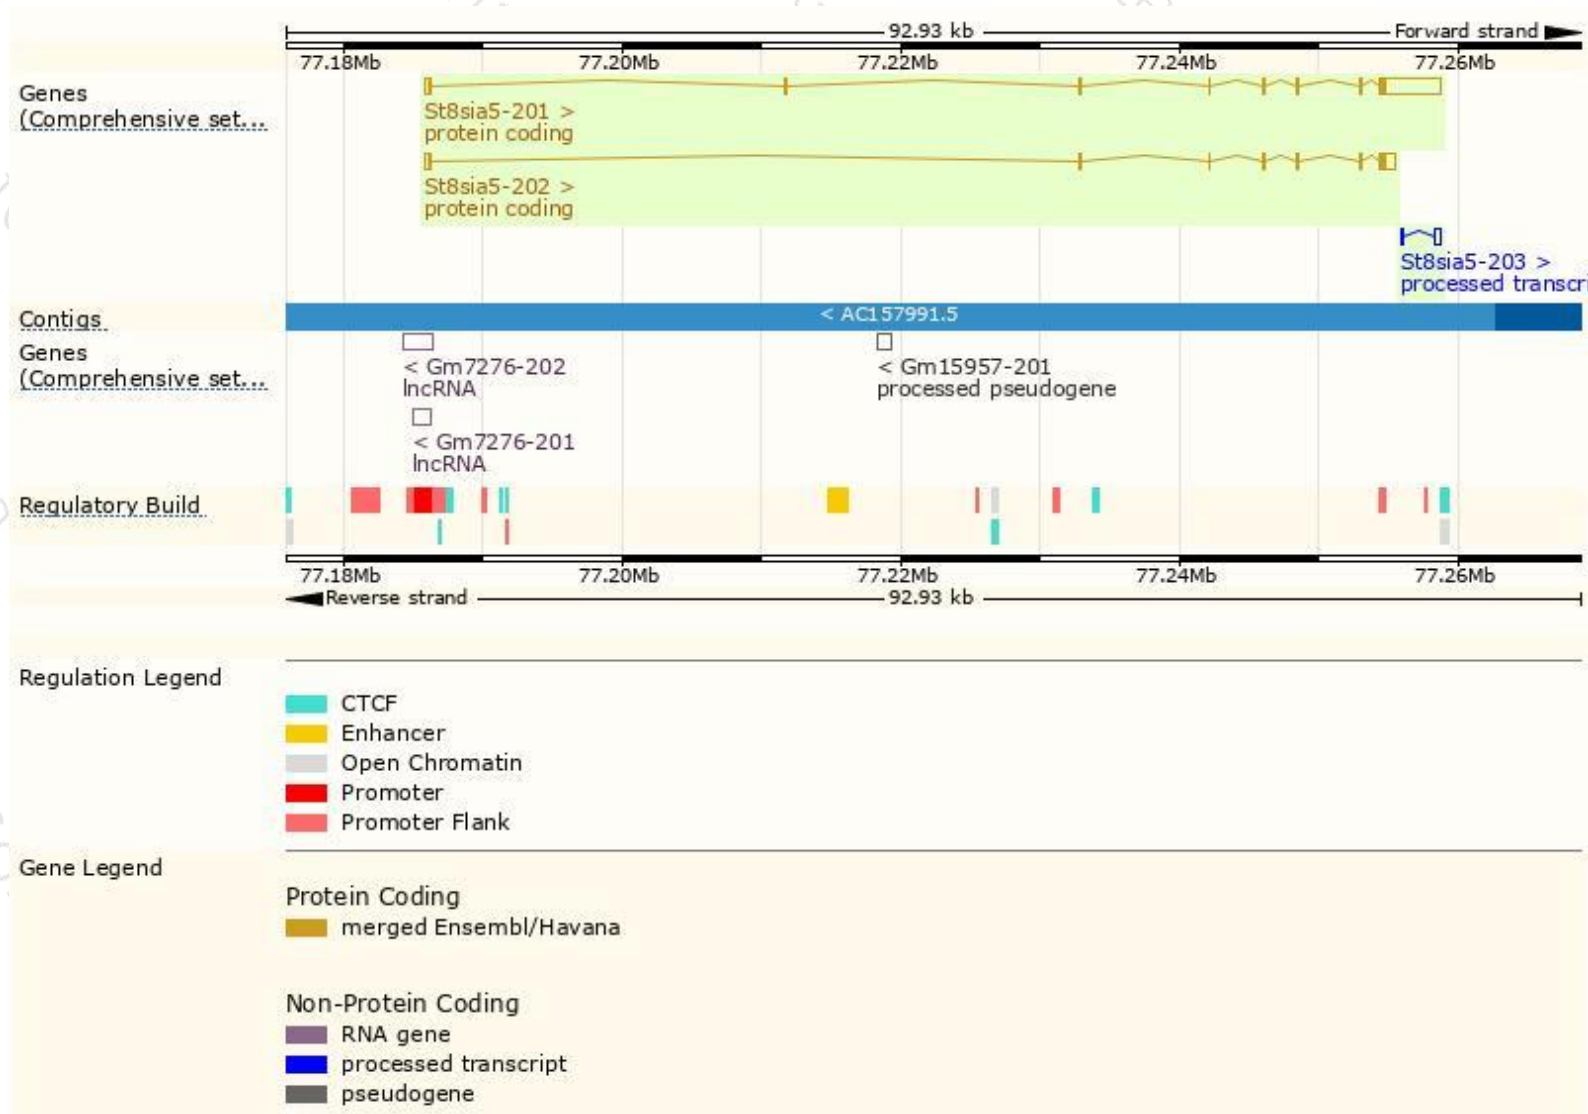 92.93 kb
Forward strand
77.18Mb 77.20Mb 77.22Mb 77.24Mb 77.26Mb
Genes
(Comprehensive set...
St8sia5-201 >
protein coding
St8sia5-202 >
protein coding
St8sia5-203 >
processed transcri
Contigs
< AC157991.5
Genes
(Comprehensive set...
< Gm7276-202
lncRNA
< Gm15957-201
processed pseudogene
< Gm7276-201
lncRNA
Regulatory Build
77.18Mb 77.20Mb 77.22Mb 77.24Mb 77.26Mb
Reverse strand
92.93 kb
Regulation Legend
CTCF
Enhancer
Open Chromatin
Promoter
Promoter Flank
Gene Legend
Protein Coding
merged Ensembl/Havana
Non-Protein Coding
RNA gene
processed transcript
pseudogene